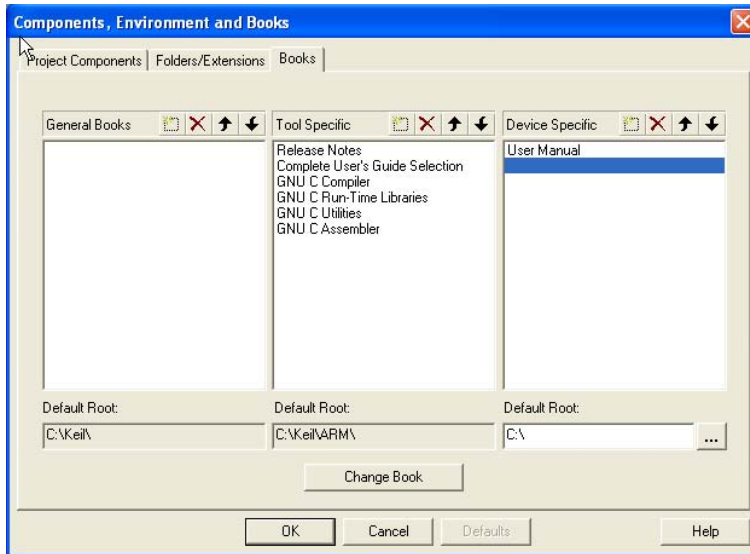 Components, Environment and Books
Project Components Folders/Extensions Books
General Books Tool Specific Device Specific
Release Notes
Complete User's Guide Selection
GNU C Compiler
GNU C Run-Time Libraries
GNU C Utilities
GNU C Assembler
User Manual
Default Root: Default Root: Default Root:
C:\Keil\ C:\Keil\ARM\ C:\ ...
Change Book
OK Cancel Defaults Help